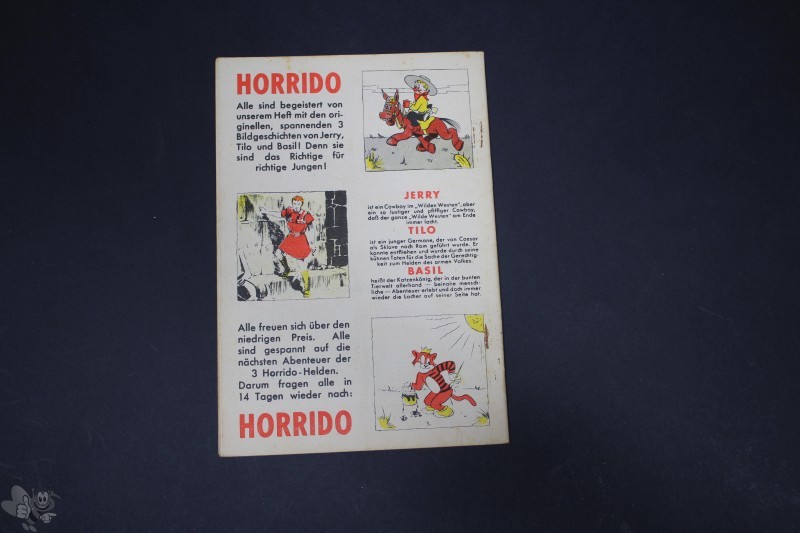 HORRIDO
Alle sind begeistert von
unserem Heft mit den ori-
ginellen, spannenden 3
Bildgeschichten von Jerry,
Tilo und Basil! Denn sie
sind das Richtige für
richtige Jungen!
JERRY
ist ein Cowboy im „Wilden Westen“, aber
ein so lustiger und pfiffiger Cowboy,
daß der ganze „Wilde Westen“ am Ende
immer lacht.
TILO
ist ein junger Germane, der von Caesar
als Sklave nach Rom geführt wurde. Er
konnte entfliehen und wurde durch seine
kühnen Taten für die Sache der Gerechtig-
keit zum Helden des armen Volkes.
BASIL
heißt der Katzenkönig, der in der bunten
Tierwelt allerhand — beinahe mensch-
liche — Abenteuer erlebt und doch immer
wieder die Lacher auf seiner Seite hat.
Alle freuen sich über den
niedrigen Preis. Alle
sind gespannt auf die
nächsten Abenteuer der
3 Horrido-Helden.
Darum fragen alle in
14 Tagen wieder nach:
HORRIDO